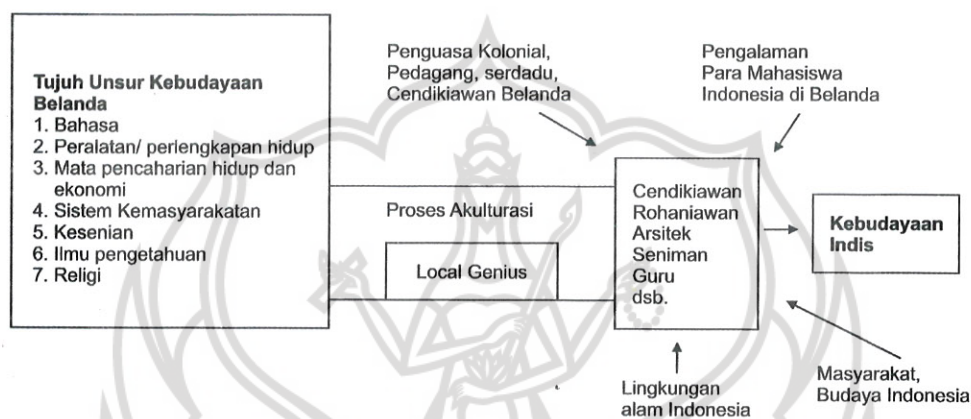 Tujuh Unsur Kebudayaan
Belanda
1. Bahasa
2. Peralatan/ perlengkapan hidup
3. Mata pencaharian hidup dan
ekonomi
4. Sistem Kemasyarakatan
5. Kesenian
6. Ilmu pengetahuan
7. Religi
Proses Akulturasi
Local Genius
Penguasa Kolonial,
Pedagang, serdadu,
Cendikiawan Belanda
Pengalaman
Para Mahasiswa
Indonesia di Belanda
Cendikiawan
Rohaniawan
Arsitek
Seniman
Guru
dsb.
Kebudayaan
Indis
Lingkungan
alam Indonesia
Masyarakat,
Budaya Indonesia